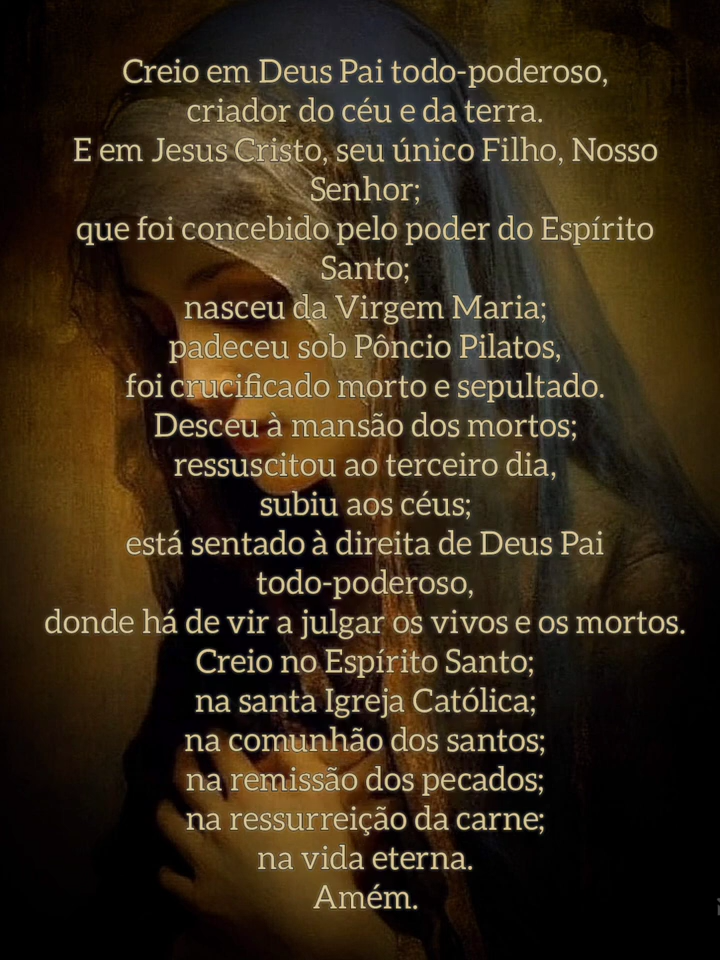 Creio em Deus Pai todo-poderoso,
criador do céu e da terra.
E em Jesus Cristo, seu único Filho, Nosso
Senhor;
que foi concebido pelo poder do Espírito
Santo;
nasceu da Virgem Maria;
padeceu sob Pôncio Pilatos,
foi crucificado morto e sepultado.
Desceu à mansão dos mortos;
ressuscitou ao terceiro dia,
subiu aos céus;
está sentado à direita de Deus Pai
todo-poderoso,
donde há de vir a julgar os vivos e os mortos.
Creio no Espírito Santo;
na santa Igreja Católica;
na comunhão dos santos;
na remissão dos pecados;
na ressurreição da carne;
na vida eterna.
Amém.